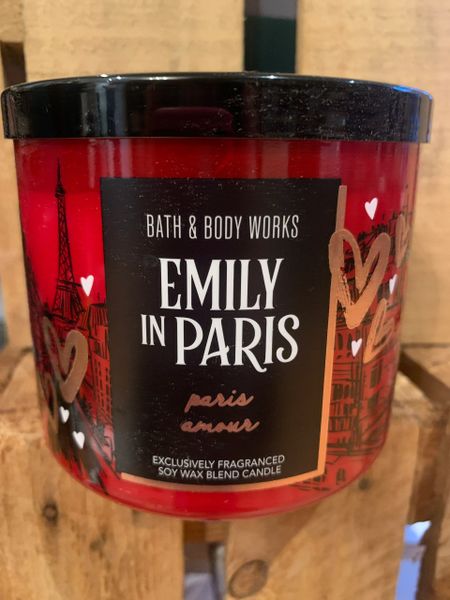 BATH & BODY WORKS
EMILY
IN PARIS
paris
amour
EXCLUSIVELY FRAGRANCED
SOY WAX BLEND CANDLE